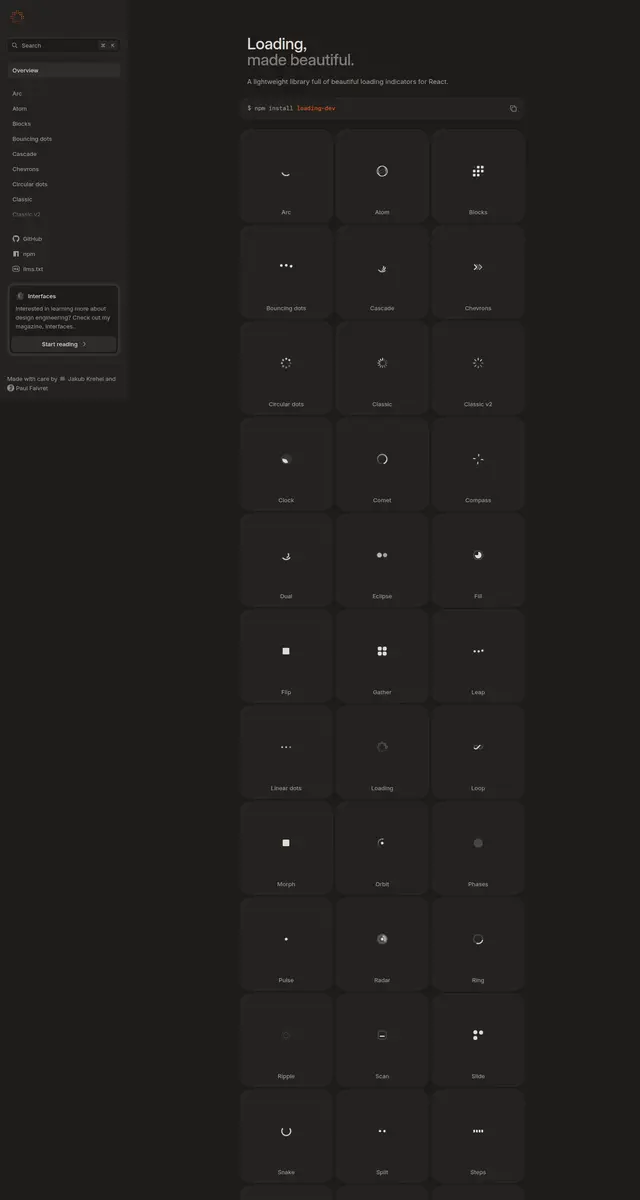 Search ⌘ K
Overview
Arc
Atom
Blocks
Bouncing dots
Cascade
Chevrons
Circular dots
Classic
Classic v2
GitHub
npm
llms.txt
Interfaces
Interested in learning more about
design engineering? Check out my
magazine, Interfaces.
Start reading
Made with care by Jakub Krehel and
Paul Faivret
Loading,
made beautiful.
A lightweight library full of beautiful loading indicators for React.
$ npm install loading-dev
Arc
Atom
Blocks
Bouncing dots
Cascade
Chevrons
Circular dots
Classic
Classic v2
Clock
Comet
Compass
Dual
Eclipse
Fill
Flip
Gather
Leap
Linear dots
Loading
Loop
Morph
Orbit
Phases
Pulse
Radar
Ring
Ripple
Scan
Slide
Snake
Split
Steps